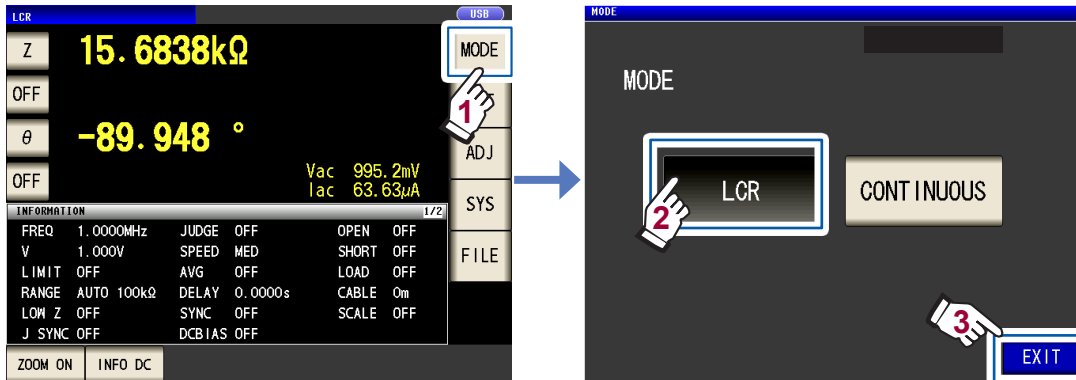 LCR
USB
Z 15.6838kΩ
MODE
OFF
1
θ -89.948 °
ADJ
OFF
Vac 995.2mV
Iac 63.63µA
SYS
INFORMATION 1/2
FREQ 1.0000MHz JUDGE OFF OPEN OFF
V 1.000V SPEED MED SHORT OFF
FILE
LIMIT OFF AVG OFF LOAD OFF
RANGE AUTO 100kΩ DELAY 0.0000s CABLE 0m
LOW Z OFF SYNC OFF SCALE OFF
J SYNC OFF DCBIAS OFF
ZOOM ON INFO DC
MODE
MODE
LCR
CONTINUOUS
2
3
EXIT